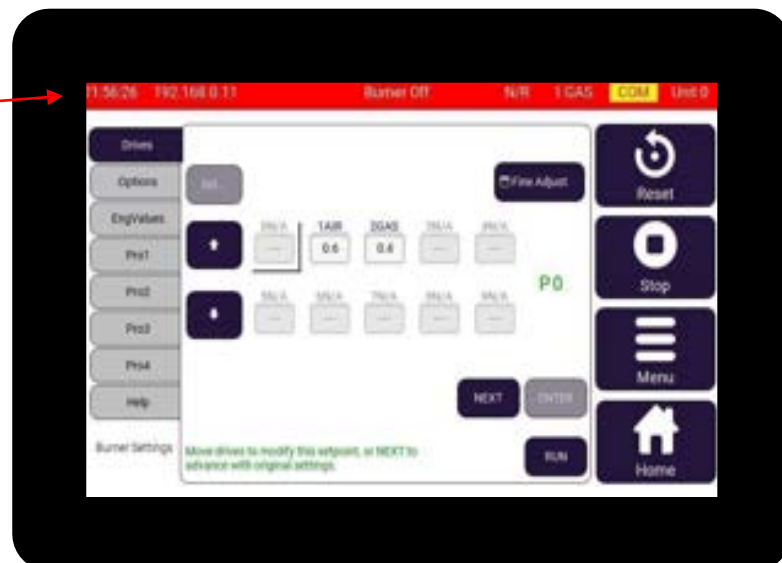 1:56:26 192.168.0.11 Burner Off N/R 1 GAS COM Unit 0
Drives
Options
EngValues
Pro1
Pro2
Pro3
Pro4
Help
Burner Settings
Fine Adjust
1AIR 2GAS
0.6 0.4
P0
NEXT ENTER
Move drives to modify this setpoint, or NEXT to
advance with original settings.
RUN
Reset
Stop
Menu
Home